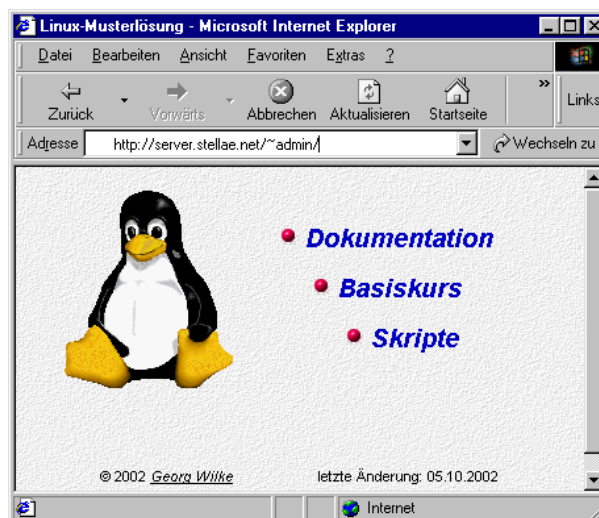 Linux-Musterlösung - Microsoft Internet Explorer
Datei Bearbeiten Ansicht Favoriten Extras ?
Zurück Vorwärts Abbrechen Aktualisieren Startseite » Links
Adresse http://server.stellae.net/~admin/ Wechseln zu
Dokumentation
Basiskurs
Skripte
© 2002 Georg Wilke letzte Änderung: 05.10.2002
Internet